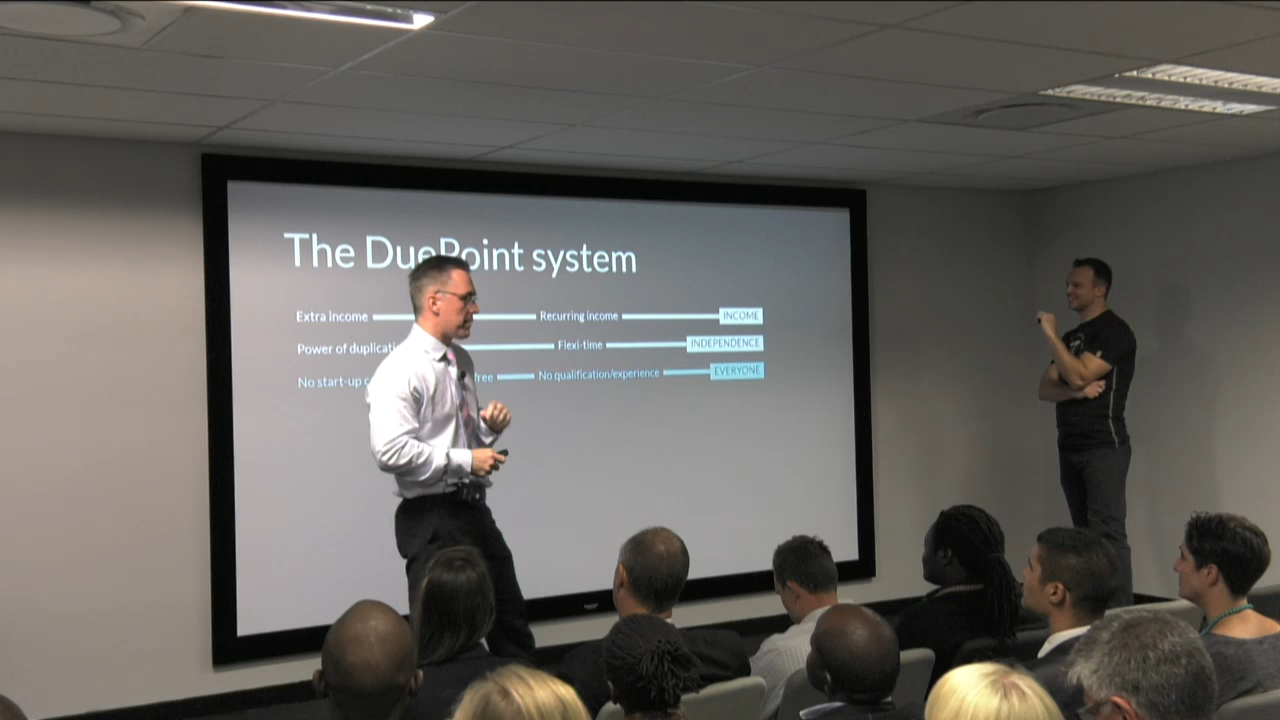 The DuePoint system
Extra income Recurring income INCOME
Power of duplicati Flexi-time INDEPENDENCE
No start-up free No qualification/experience EVERYONE